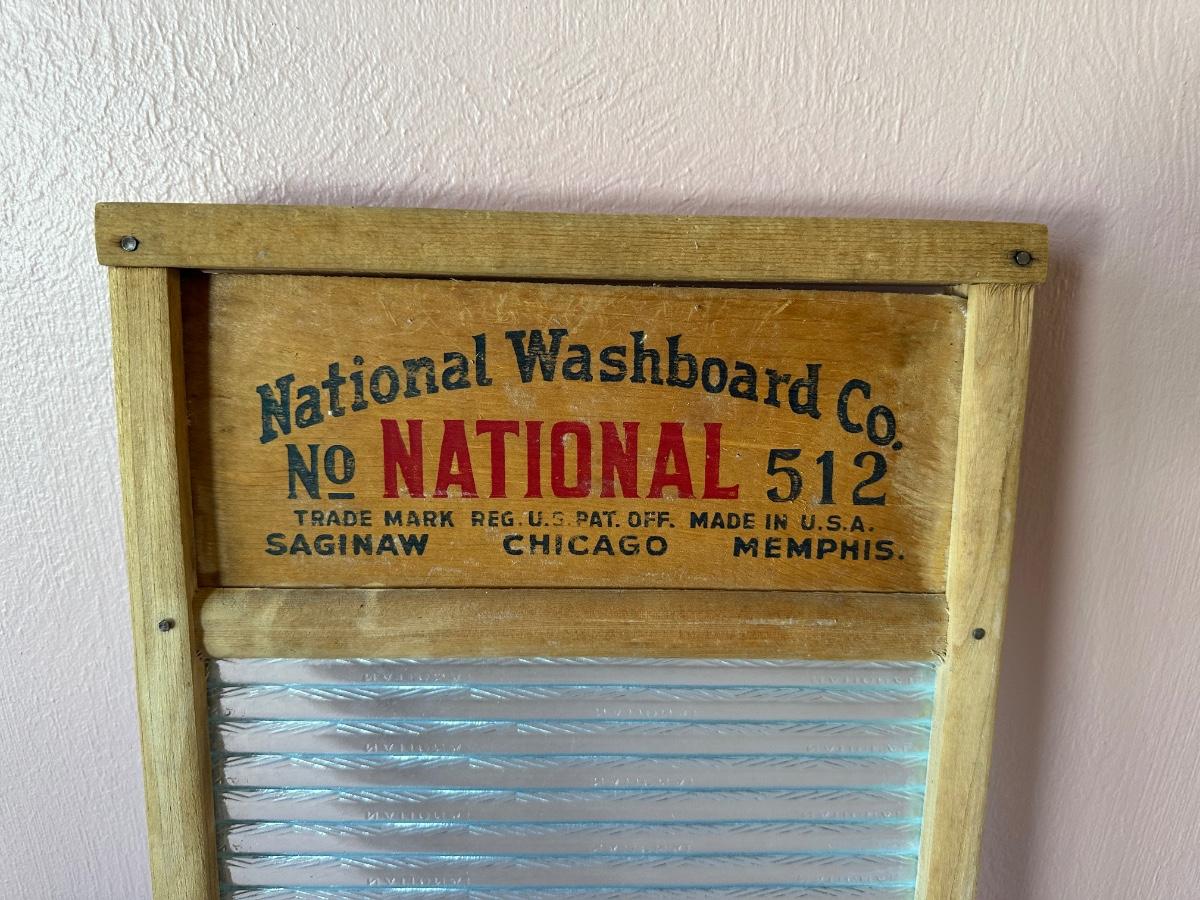 National Washboard Co.
No NATIONAL 512
TRADE MARK REG. U.S. PAT. OFF. MADE IN U.S.A.
SAGINAW CHICAGO MEMPHIS.